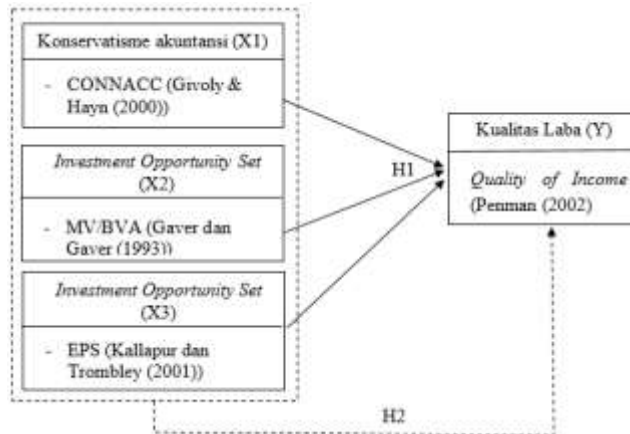 Konservatisme akuntansi (X1)
- CONNACC (Givoly &
Hayn (2000))
Investment Opportunity Set
(X2)
- MV/BVA (Gaver dan
Gaver (1993))
Investment Opportunity Set
(X3)
- EPS (Kallapur dan
Trombley (2001))
H1
Kualitas Laba (Y)
Quality of Income
(Penman (2002)
H2